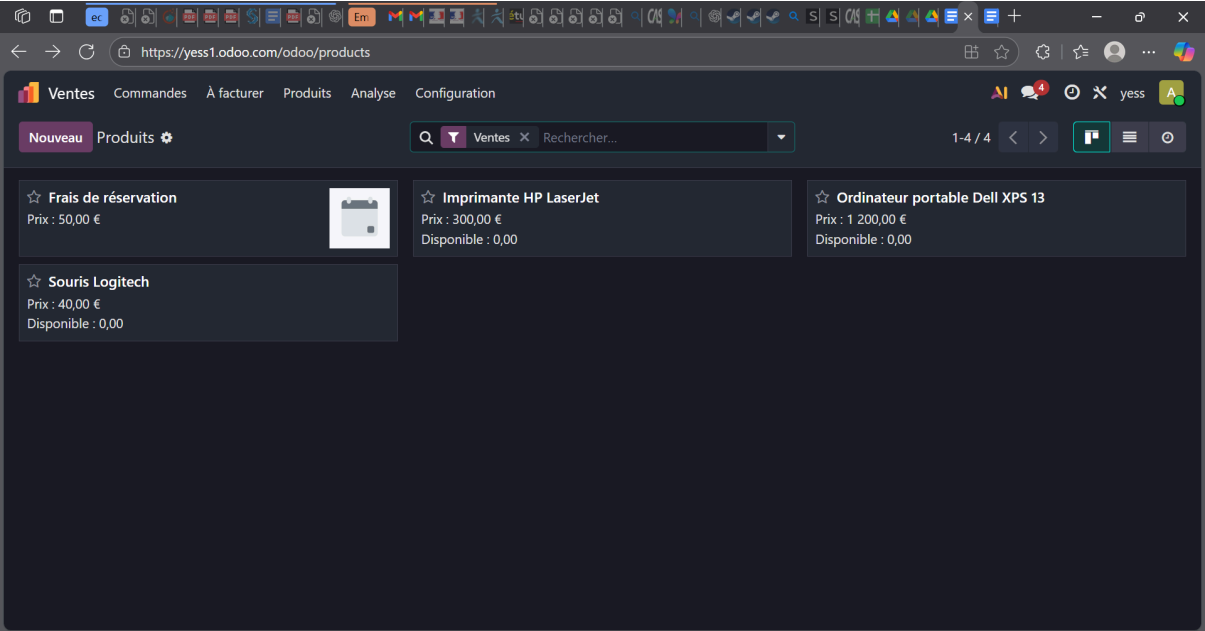 ec
Em
étu
https://yess1.odoo.com/odoo/products
Ventes Commandes À facturer Produits Analyse Configuration
AI 4 yess A
Nouveau Produits
Ventes Rechercher...
1-4 / 4
Frais de réservation
Prix : 50,00 €
Imprimante HP LaserJet
Prix : 300,00 €
Disponible : 0,00
Ordinateur portable Dell XPS 13
Prix : 1 200,00 €
Disponible : 0,00
Souris Logitech
Prix : 40,00 €
Disponible : 0,00